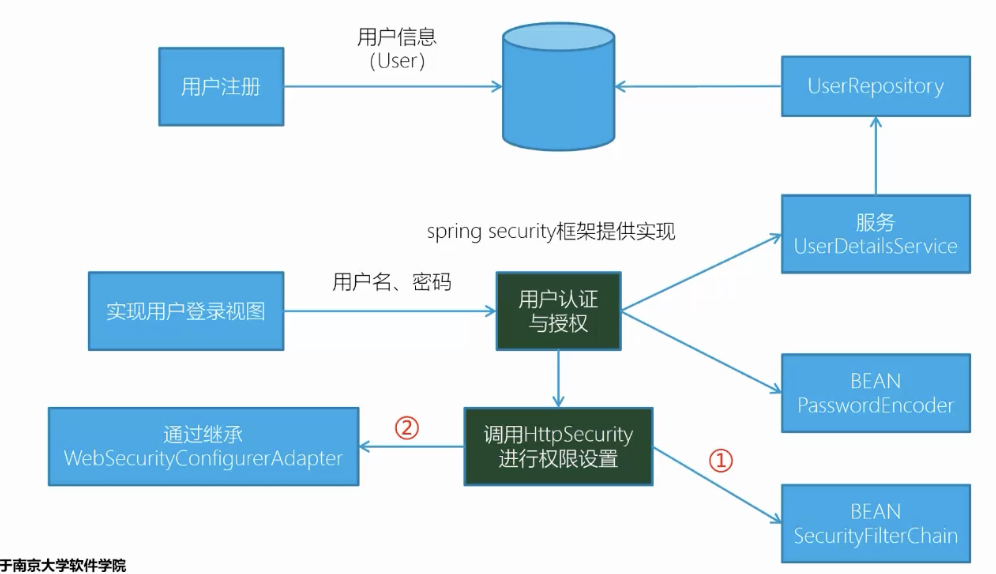 用户信息
（User）
用户注册
UserRepository
spring security框架提供实现
服务
UserDetailsService
用户名、密码
实现用户登录视图
用户认证
与授权
BEAN
PasswordEncoder
通过继承
WebSecurityConfigurerAdapter
②
调用HttpSecurity
进行权限设置
①
BEAN
SecurityFilterChain
于南京大学软件学院